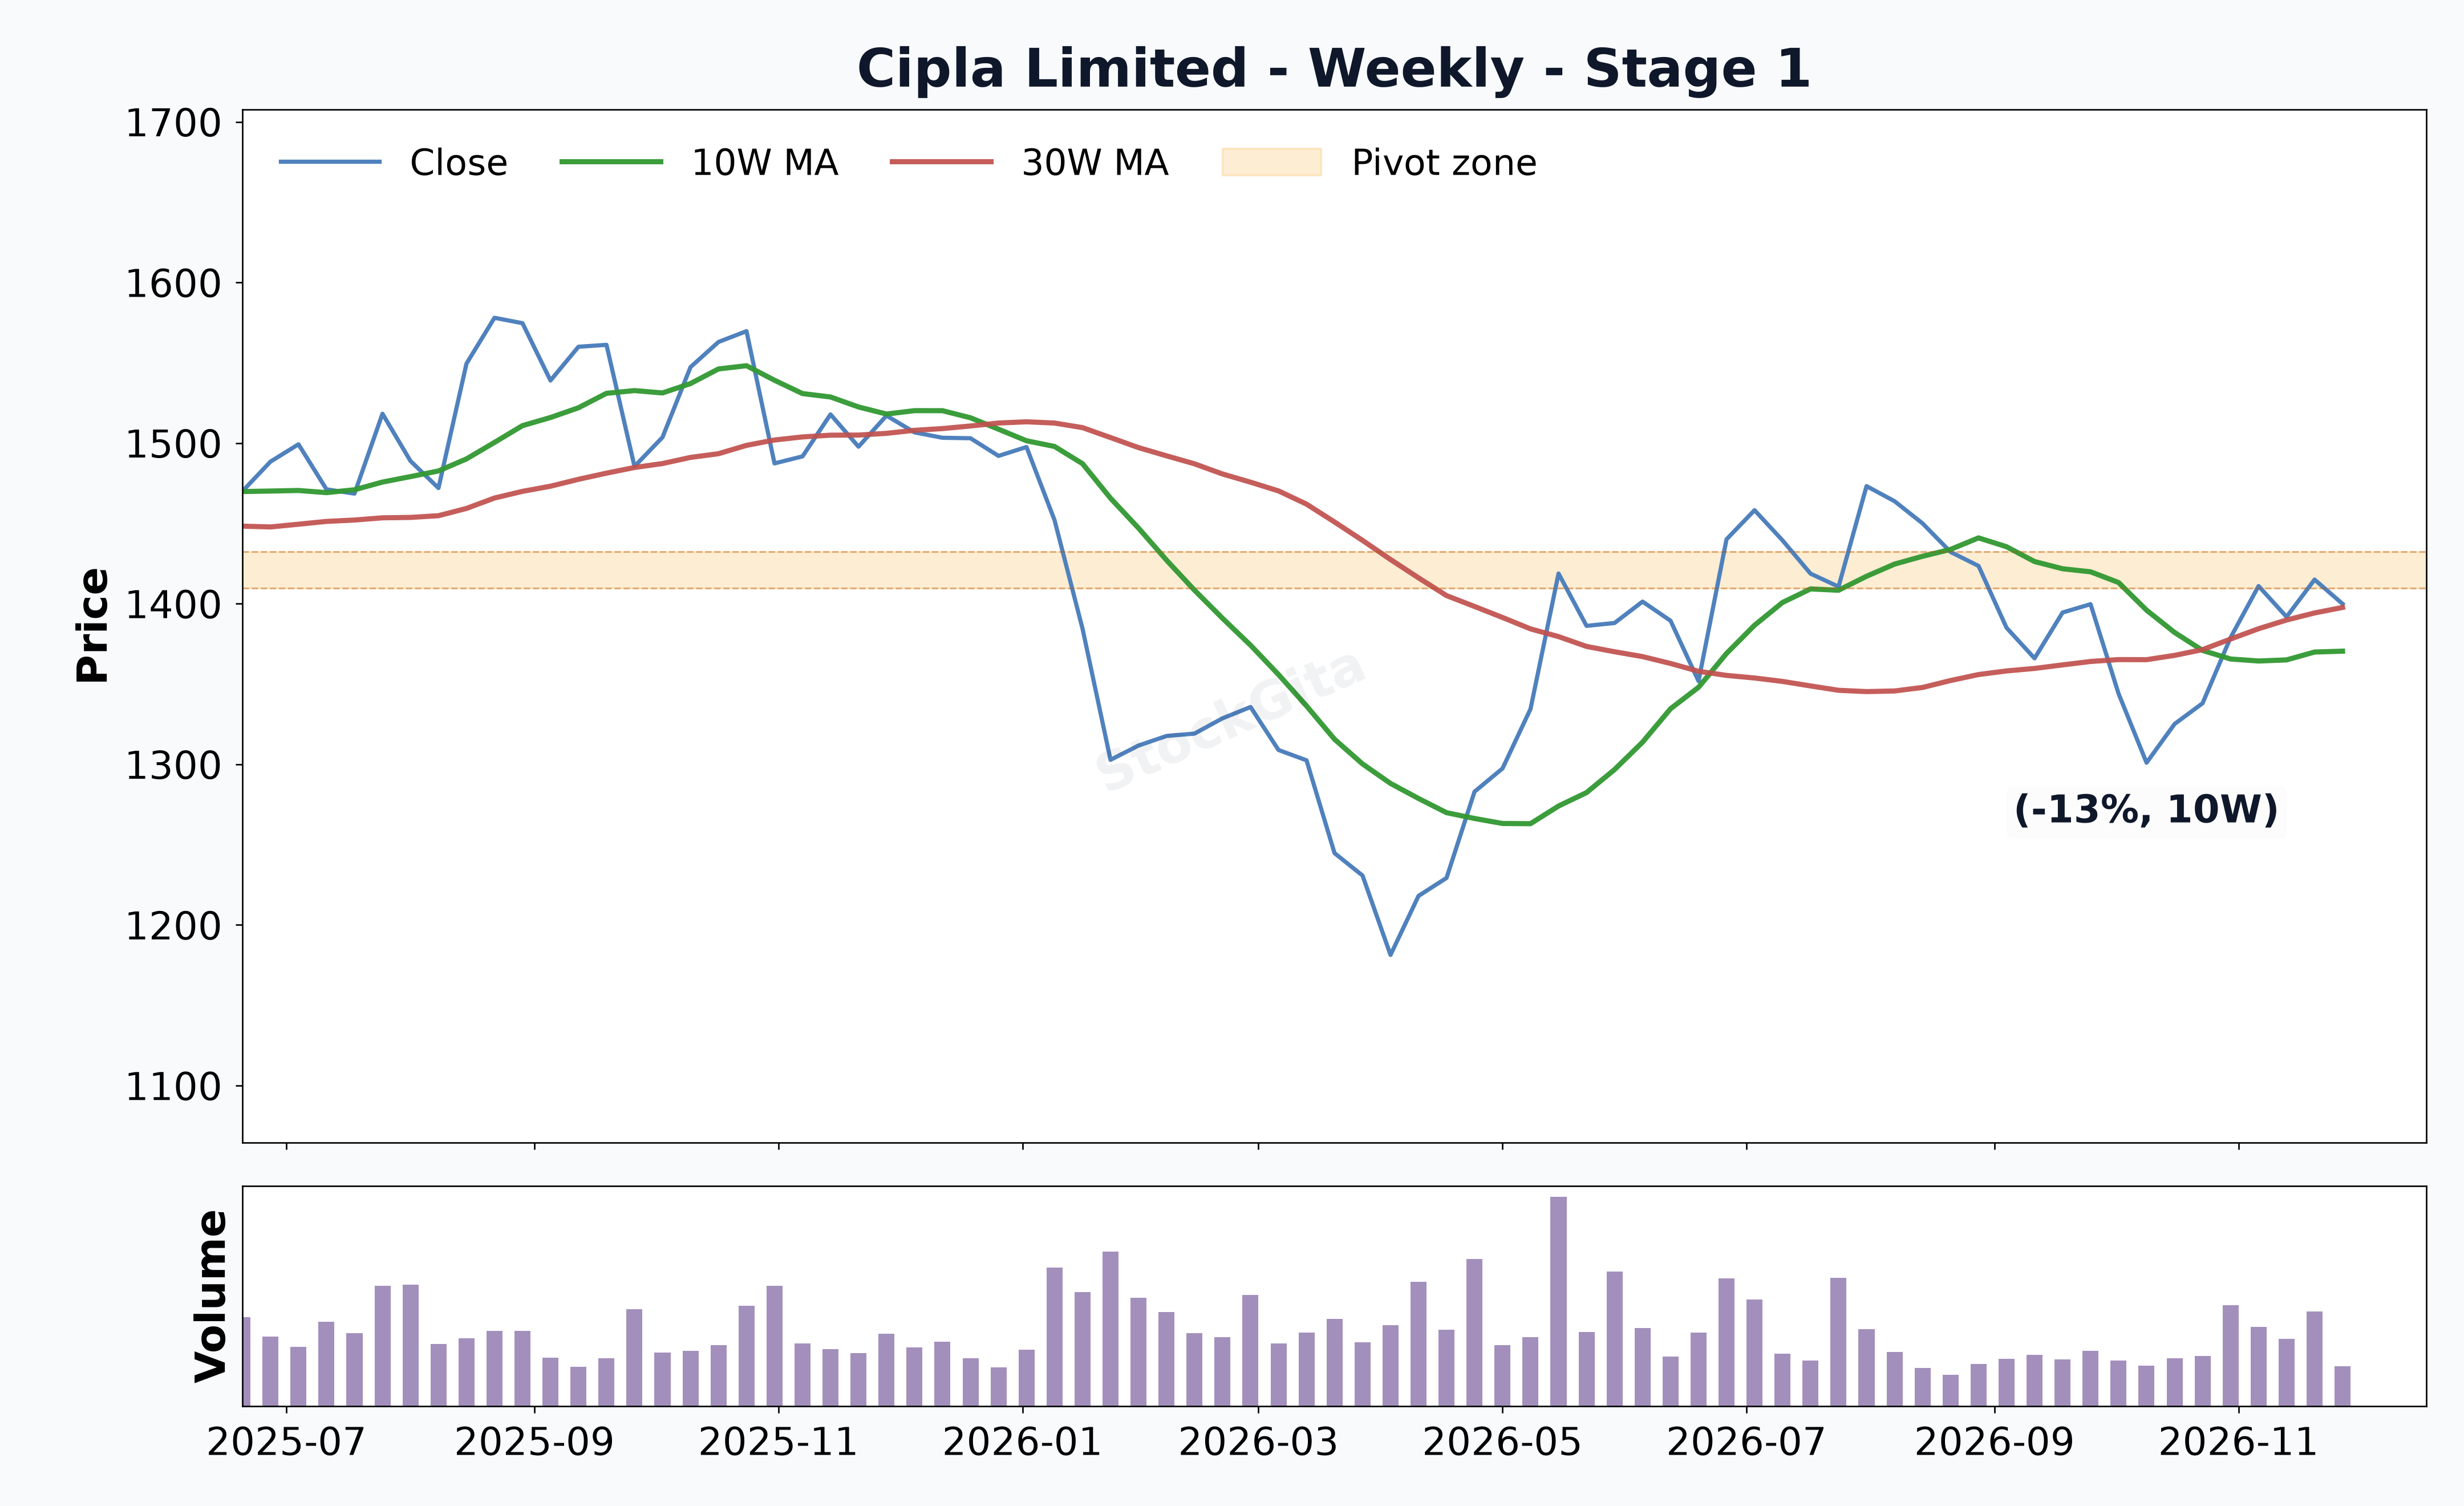 Cipla Limited - Weekly - Stage 1
Close 10W MA 30W MA Pivot zone
Price
1700
1600
1500
1400
1300
1200
1100
StockGita
(-13%, 10W)
Volume
2025-07 2025-09 2025-11 2026-01 2026-03 2026-05 2026-07 2026-09 2026-11